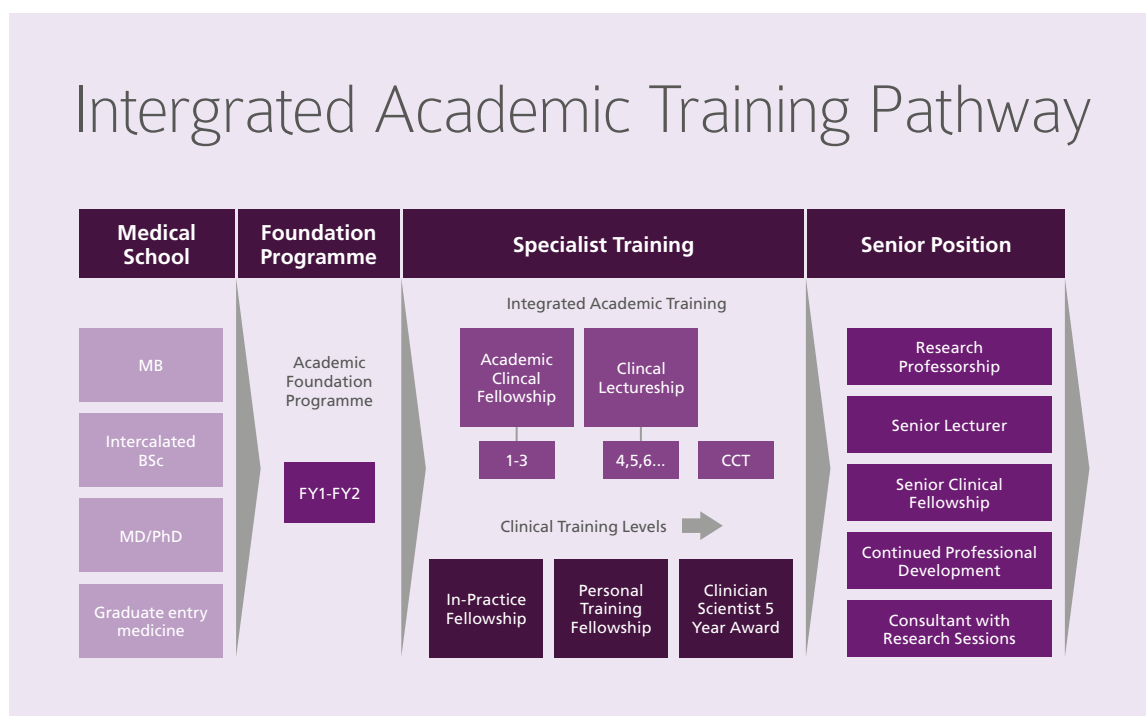 Intergrated Academic Training Pathway
Medical
School
Foundation
Programme
Specialist Training
Senior Position
MB
Intercalated
BSc
MD/PhD
Graduate entry
medicine
Academic
Foundation
Programme
FY1-FY2
Integrated Academic Training
Academic
Clincal
Fellowship
Clincal
Lectureship
1-3
4,5,6...
CCT
Clinical Training Levels
In-Practice
Fellowship
Personal
Training
Fellowship
Clinician
Scientist 5
Year Award
Research
Professorship
Senior Lecturer
Senior Clinical
Fellowship
Continued Professional
Development
Consultant with
Research Sessions